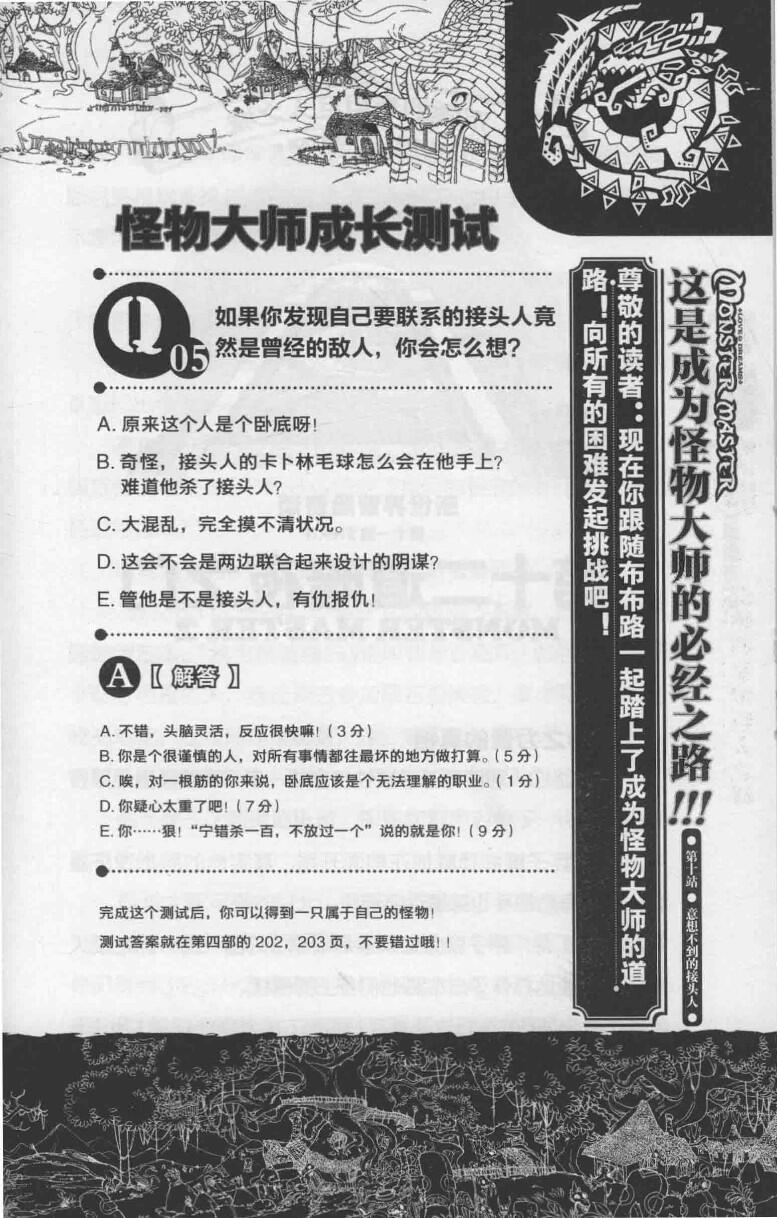 怪物大师成长测试
Q05
如果你发现自己要联系的接头人竟
然是曾经的敌人，你会怎么想？
A. 原来这个人是个卧底呀！
B. 奇怪，接头人的卡卜林毛球怎么会在他手上？
难道他杀了接头人？
C. 大混乱，完全摸不清状况。
D. 这会不会是两边联合起来设计的阴谋？
E. 管他是不是接头人，有仇报仇！
A【解答】
A. 不错，头脑灵活，反应很快嘛！（3分）
B. 你是个很谨慎的人，对所有事情都往最坏的地方做打算。（5分）
C. 唉，对一根筋的你来说，卧底应该是个无法理解的职业。（1分）
D. 你疑心太重了吧！（7分）
E. 你……狠！“宁错杀一百，不放过一个”说的就是你！（9分）
完成这个测试后，你可以得到一只属于自己的怪物！
测试答案就在第四部的202，203页，不要错过哦！！
MONSTER MASTER
★LOVE & DREAMS★
这是成为怪物大师的必经之路!!!
●第十站●意想不到的接头人●
尊敬的读者：现在你跟随布布路一起踏上了成为怪物大师的道
路！向所有的困难发起挑战吧！